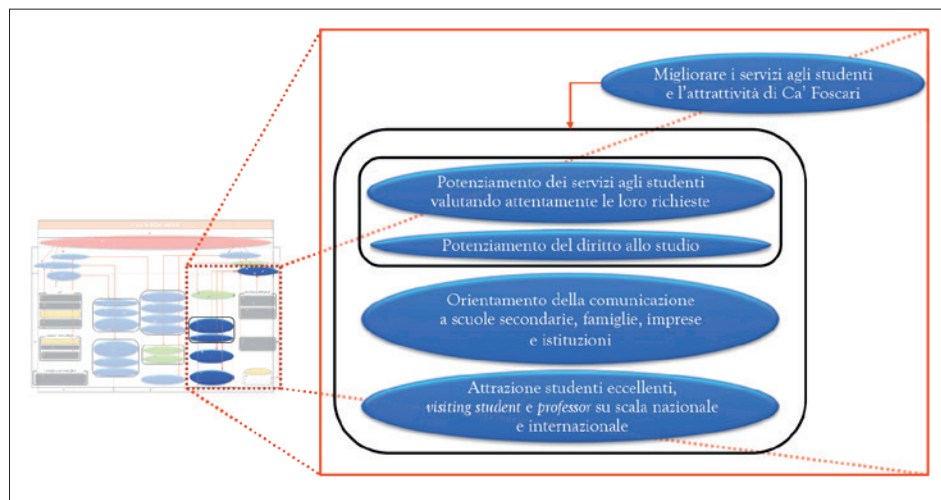 Migliorare i servizi agli studenti
e l'attrattività di Ca' Foscari
Potenziamento dei servizi agli studenti
valutando attentamente le loro richieste
Potenziamento del diritto allo studio
Orientamento della comunicazione
a scuole secondarie, famiglie, imprese
e istituzioni
Attrazione studenti eccellenti,
visiting student e professor su scala nazionale
e internazionale